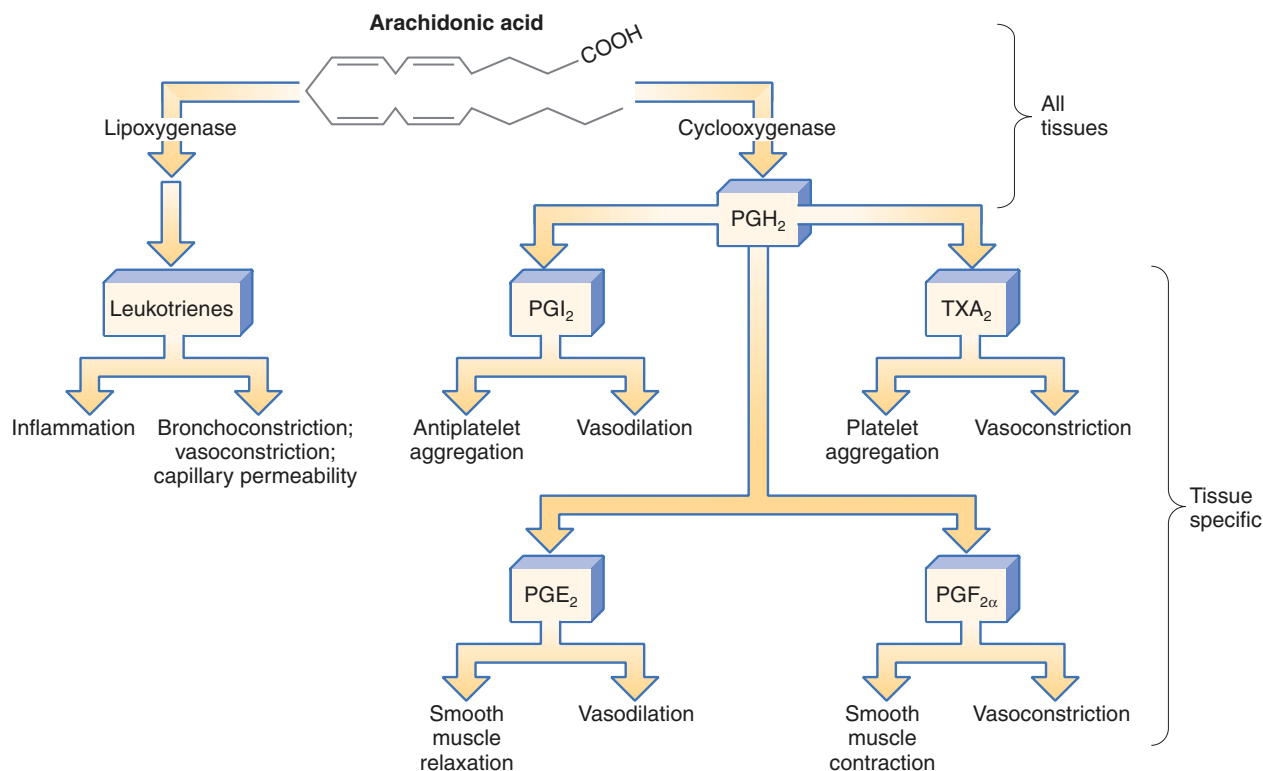 Arachidonic acid
COOH
Lipoxygenase
Cyclooxygenase
All
tissues
PGH₂
Leukotrienes
PGI₂
TXA₂
Inflammation
Bronchoconstriction;
vasoconstriction;
capillary permeability
Antiplatelet
aggregation
Vasodilation
Platelet
aggregation
Vasoconstriction
Tissue
specific
PGE₂
PGF₂α
Smooth
muscle
relaxation
Vasodilation
Smooth
muscle
contraction
Vasoconstriction